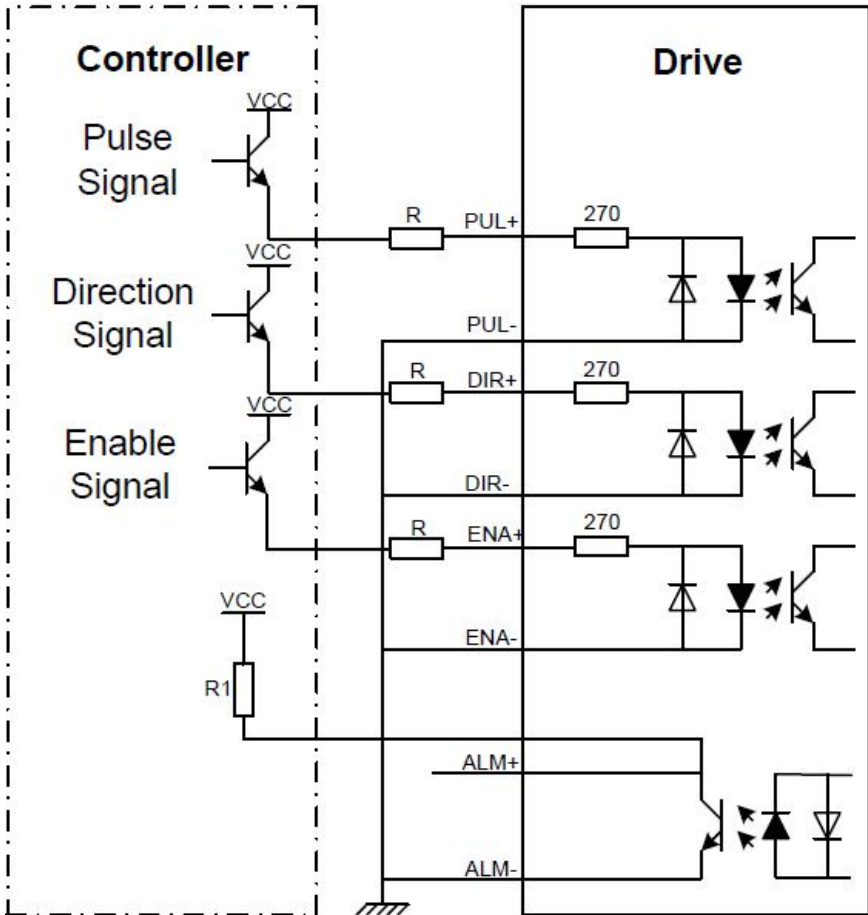 Controller
Drive
VCC
Pulse
Signal
R
PUL+
270
VCC
Direction
Signal
PUL-
R
DIR+
270
VCC
Enable
Signal
DIR-
R
ENA+
270
VCC
ENA-
R1
ALM+
ALM-